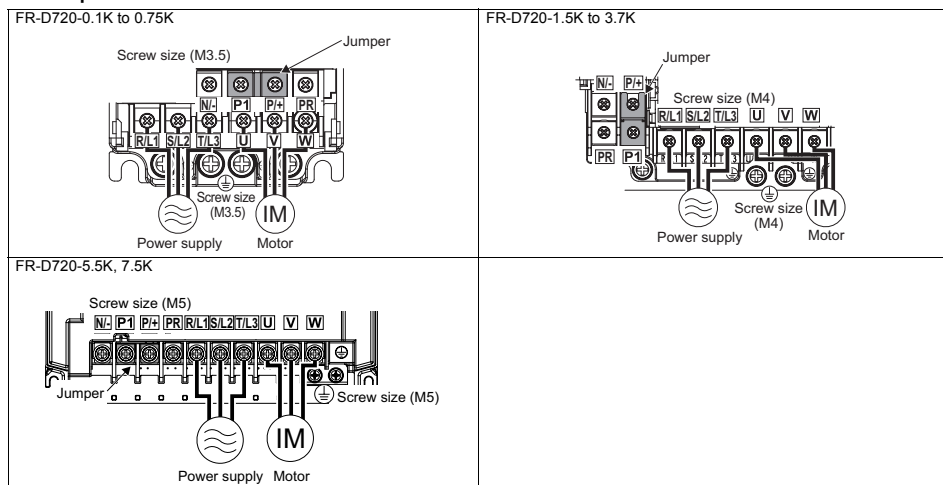 FR-D720-0.1K to 0.75K
Jumper
Screw size (M3.5)
N/- P1 P/+ PR
R/L1 S/L2 T/L3 U V W
Screw size
(M3.5)
IM
Power supply Motor
FR-D720-1.5K to 3.7K
Jumper
N/- P/+
Screw size (M4)
R/L1 S/L2 T/L3 U V W
PR P1
Screw size
(M4)
IM
Power supply Motor
FR-D720-5.5K, 7.5K
Screw size (M5)
N/- P1 P/+ PR R/L1 S/L2 T/L3 U V W
Jumper
Screw size (M5)
IM
Power supply Motor